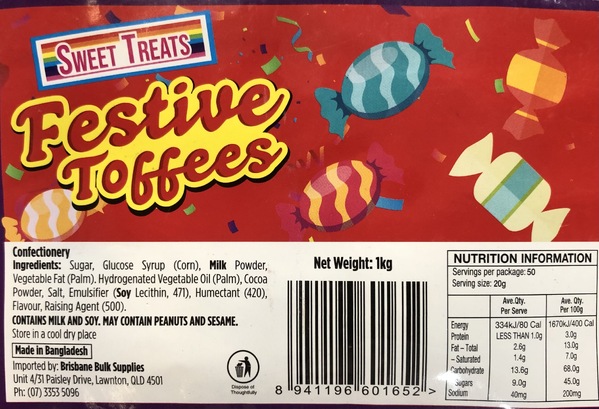 SWEET TREATS
Festive
Toffees
Confectionery
Ingredients: Sugar, Glucose Syrup (Corn), Milk Powder,
Vegetable Fat (Palm). Hydrogenated Vegetable Oil (Palm), Cocoa
Powder, Salt, Emulsifier (Soy Lecithin, 471), Humectant (420),
Flavour, Raising Agent (500).
CONTAINS MILK AND SOY. MAY CONTAIN PEANUTS AND SESAME.
Store in a cool dry place
Made in Bangladesh
Imported by: Brisbane Bulk Supplies
Unit 4/31 Paisley Drive, Lawnton, QLD 4501
Ph: (07) 3353 5096
Dispose of
Thoughtfully
Net Weight: 1kg
8 941196 601652 >
NUTRITION INFORMATION
Servings per package: 50
Serving size: 20g
Ave. Qty. Per Serve Ave. Qty. Per 100g
Energy 334kJ/80 Cal 1670kJ/400 Cal
Protein LESS THAN 1.0g 3.0g
Fat – Total 2.6g 13.0g
– Saturated 1.4g 7.0g
Carbohydrate 13.6g 68.0g
Sugars 9.0g 45.0g
Sodium 40mg 200mg